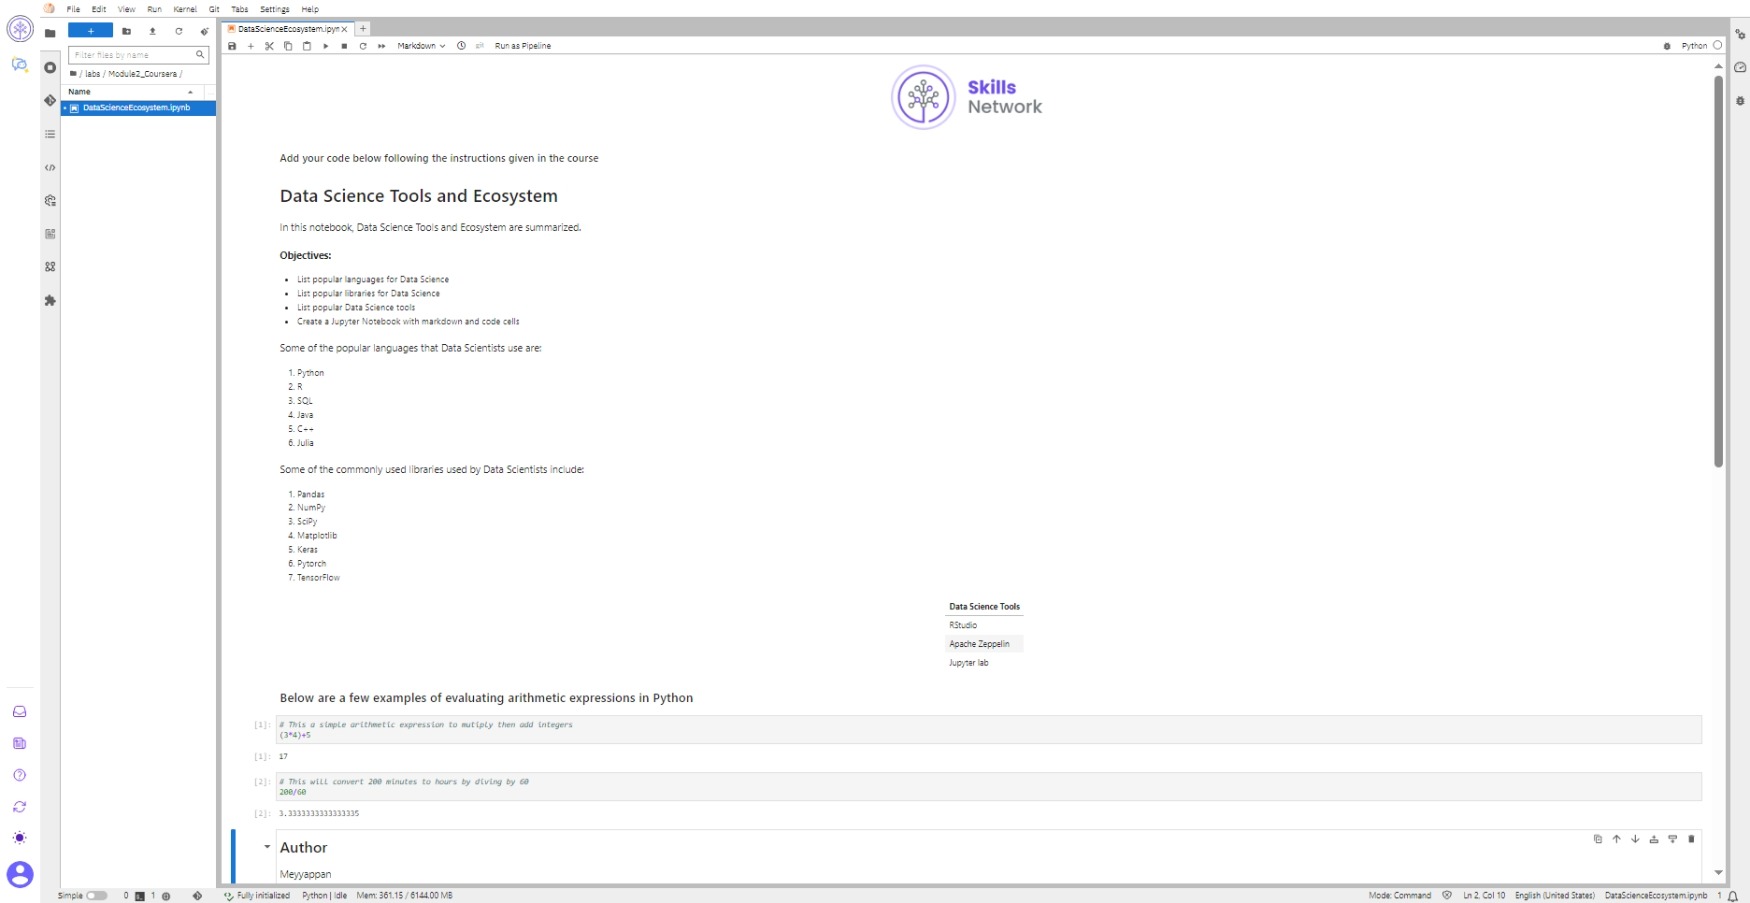 File Edit View Run Kernel Git Tabs Settings Help
+
Filter files by name
/ labs / Module2_Coursera /
Name
DataScienceEcosystem.ipynb
DataScienceEcosystem.ipyn × +
Markdown Run as Pipeline Python
Skills
Network
Add your code below following the instructions given in the course
Data Science Tools and Ecosystem
In this notebook, Data Science Tools and Ecosystem are summarized.
Objectives:
• List popular languages for Data Science
• List popular libraries for Data Science
• List popular Data Science tools
• Create a Jupyter Notebook with markdown and code cells
Some of the popular languages that Data Scientists use are:
1. Python
2. R
3. SQL
4. Java
5. C++
6. Julia
Some of the commonly used libraries used by Data Scientists include:
1. Pandas
2. NumPy
3. SciPy
4. Matplotlib
5. Keras
6. Pytorch
7. TensorFlow
Data Science Tools
RStudio
Apache Zeppelin
Jupyter lab
Below are a few examples of evaluating arithmetic expressions in Python
[1]: # This a simple arithmetic expression to mutiply then add integers
(3*4)+5
[1]: 17
[2]: # This will convert 200 minutes to hours by diving by 60
200/60
[2]: 3.3333333333333335
Author
Meyyappan
Simple 0 1 Fully initialized Python | Idle Mem: 361.15 / 6144.00 MB Mode: Command Ln 2, Col 10 English (United States) DataScienceEcosystem.ipynb 1